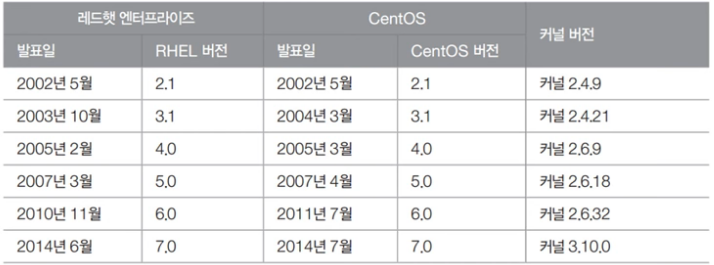 레드햇 엔터프라이즈 CentOS 커널 버전
발표일 RHEL 버전 발표일 CentOS 버전
2002년 5월 2.1 2002년 5월 2.1 커널 2.4.9
2003년 10월 3.1 2004년 3월 3.1 커널 2.4.21
2005년 2월 4.0 2005년 3월 4.0 커널 2.6.9
2007년 3월 5.0 2007년 4월 5.0 커널 2.6.18
2010년 11월 6.0 2011년 7월 6.0 커널 2.6.32
2014년 6월 7.0 2014년 7월 7.0 커널 3.10.0